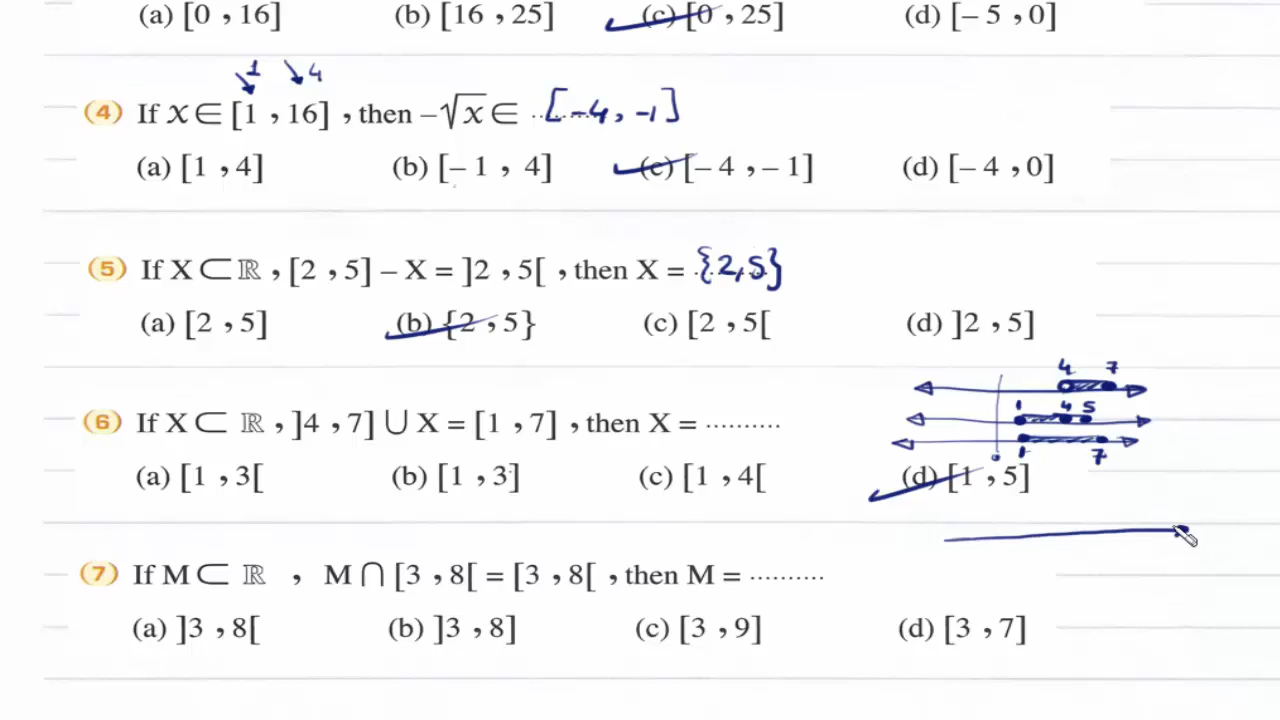 (a) [0 , 16] (b) [16 , 25] (c) [0 , 25] (d) [– 5 , 0]
1 4
(4) If x ∈ [1 , 16] , then –√x ∈ .......... [-4, -1]
(a) [1 , 4] (b) [– 1 , 4] (c) [– 4 , – 1] (d) [– 4 , 0]
(5) If X ⊂ ℝ , [2 , 5] – X = ]2 , 5[ , then X = .......... {2,5}
(a) [2 , 5] (b) {2 , 5} (c) [2 , 5[ (d) ]2 , 5]
4 7
1 4 5
(6) If X ⊂ ℝ , ]4 , 7] ∪ X = [1 , 7] , then X = ..........
1 7
(a) [1 , 3[ (b) [1 , 3] (c) [1 , 4[ (d) [1 , 5]
(7) If M ⊂ ℝ , M ∩ [3 , 8[ = [3 , 8[ , then M = ..........
(a) ]3 , 8[ (b) ]3 , 8] (c) [3 , 9] (d) [3 , 7]